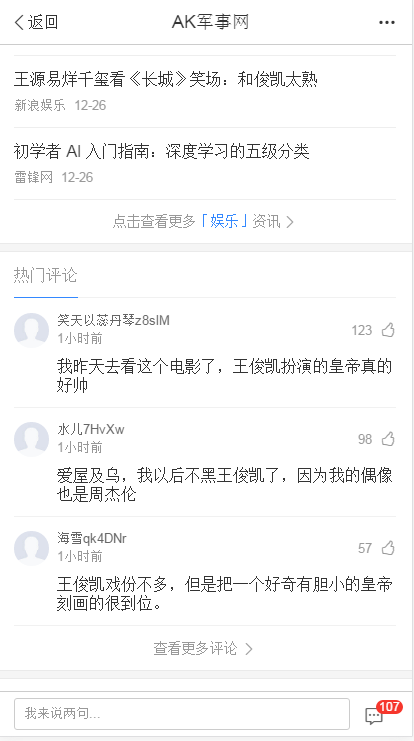 返回
AK军事网
王源易烊千玺看《长城》笑场：和俊凯太熟
新浪娱乐 12-26
初学者 AI 入门指南：深度学习的五级分类
雷锋网 12-26
点击查看更多「娱乐」资讯
热门评论
笑天以蕊丹琴z8slM
1小时前
123
我昨天去看这个电影了，王俊凯扮演的皇帝真的
好帅
水儿7HvXw
1小时前
98
爱屋及乌，我以后不黑王俊凯了，因为我的偶像
也是周杰伦
海雪qk4DNr
1小时前
57
王俊凯戏份不多，但是把一个好奇有胆小的皇帝
刻画的很到位。
查看更多评论
我来说两句...
107